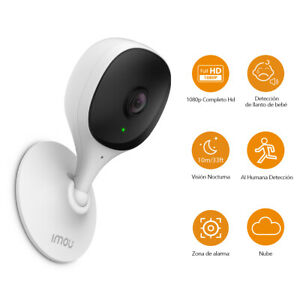 imou
full HD
1080P
1080p Completo Hd
Detección
de llanto de bebé
10m/33ft
Visión Nocturna
Al Humana Detección
Zona de alarma
Nube